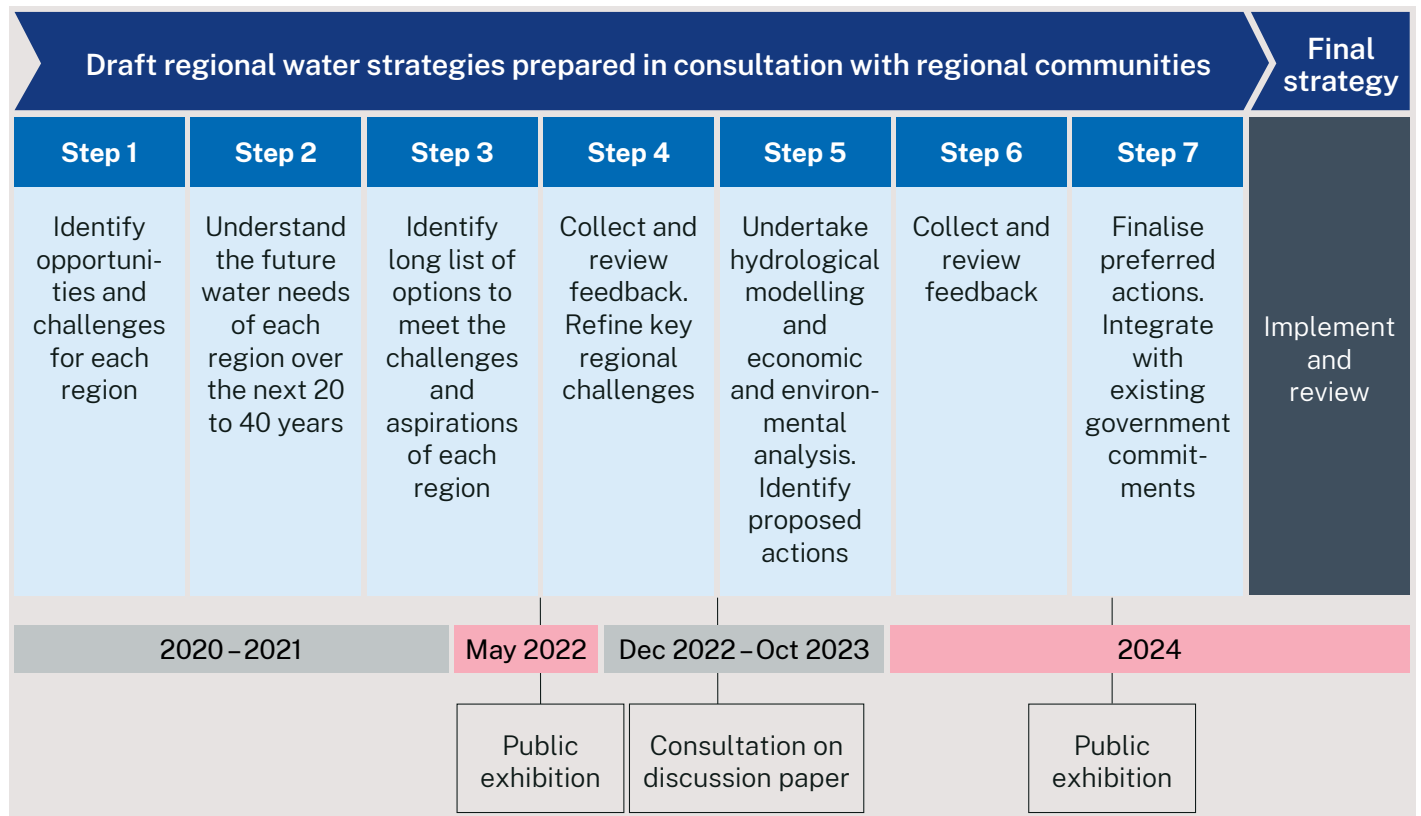 Draft regional water strategies prepared in consultation with regional communities
Final
strategy
Step 1
Identify
opportuni-
ties and
challenges
for each
region
Step 2
Understand
the future
water needs
of each
region over
the next 20
to 40 years
Step 3
Identify
long list of
options to
meet the
challenges
and
aspirations
of each
region
Step 4
Collect and
review
feedback.
Refine key
regional
challenges
Step 5
Undertake
hydrological
modelling
and
economic
and environ-
mental
analysis.
Identify
proposed
actions
Step 6
Collect and
review
feedback
Step 7
Finalise
preferred
actions.
Integrate
with
existing
government
commit-
ments
Implement
and
review
2020–2021
May 2022
Dec 2022–Oct 2023
2024
Public
exhibition
Consultation on
discussion paper
Public
exhibition